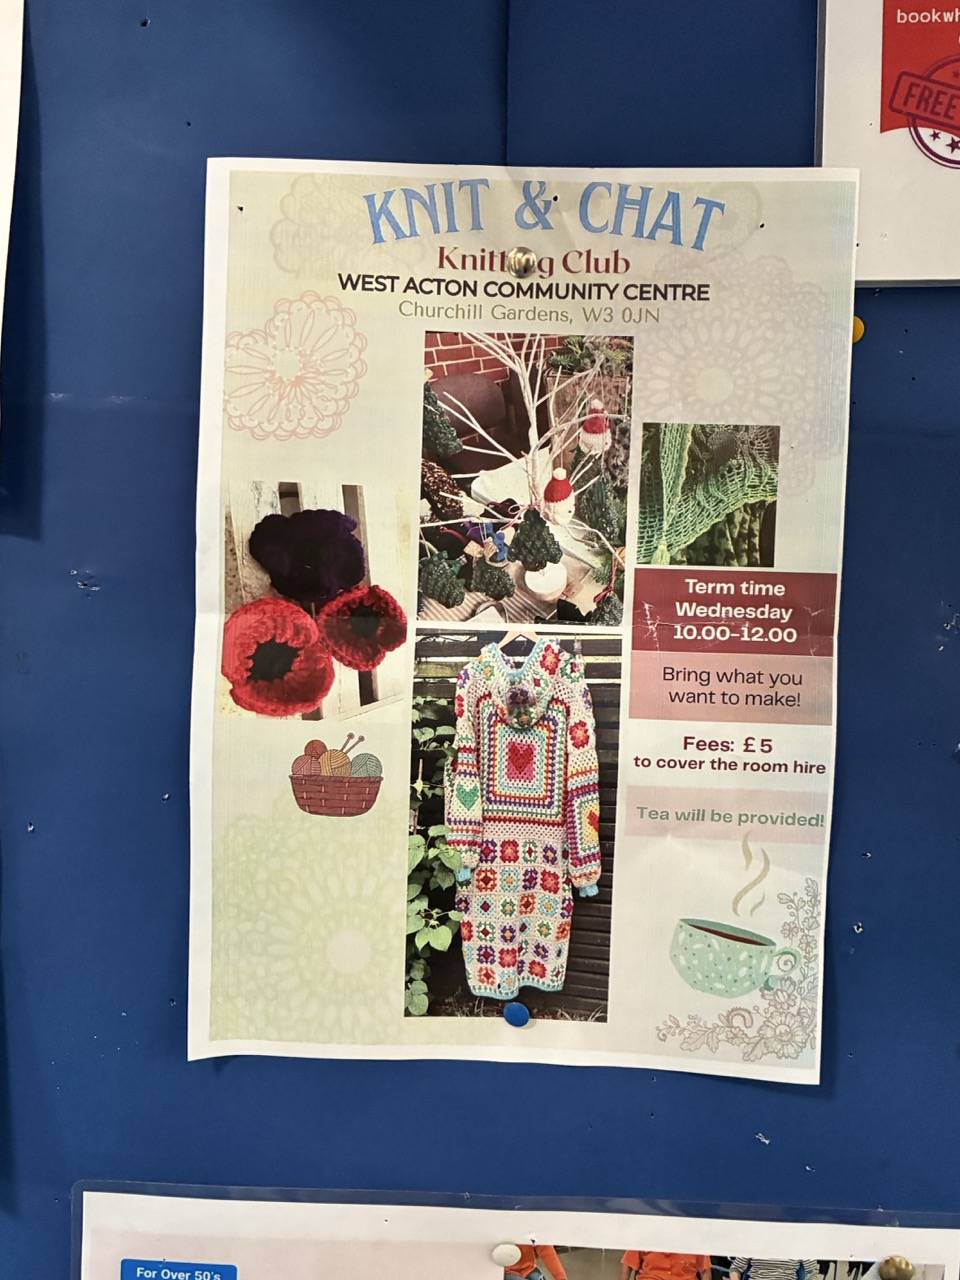 bookwh
FREE
KNIT & CHAT
Knitting Club
WEST ACTON COMMUNITY CENTRE
Churchill Gardens, W3 0JN
Term time
Wednesday
10.00-12.00
Bring what you
want to make!
Fees: £5
to cover the room hire
Tea will be provided!
For Over 50's